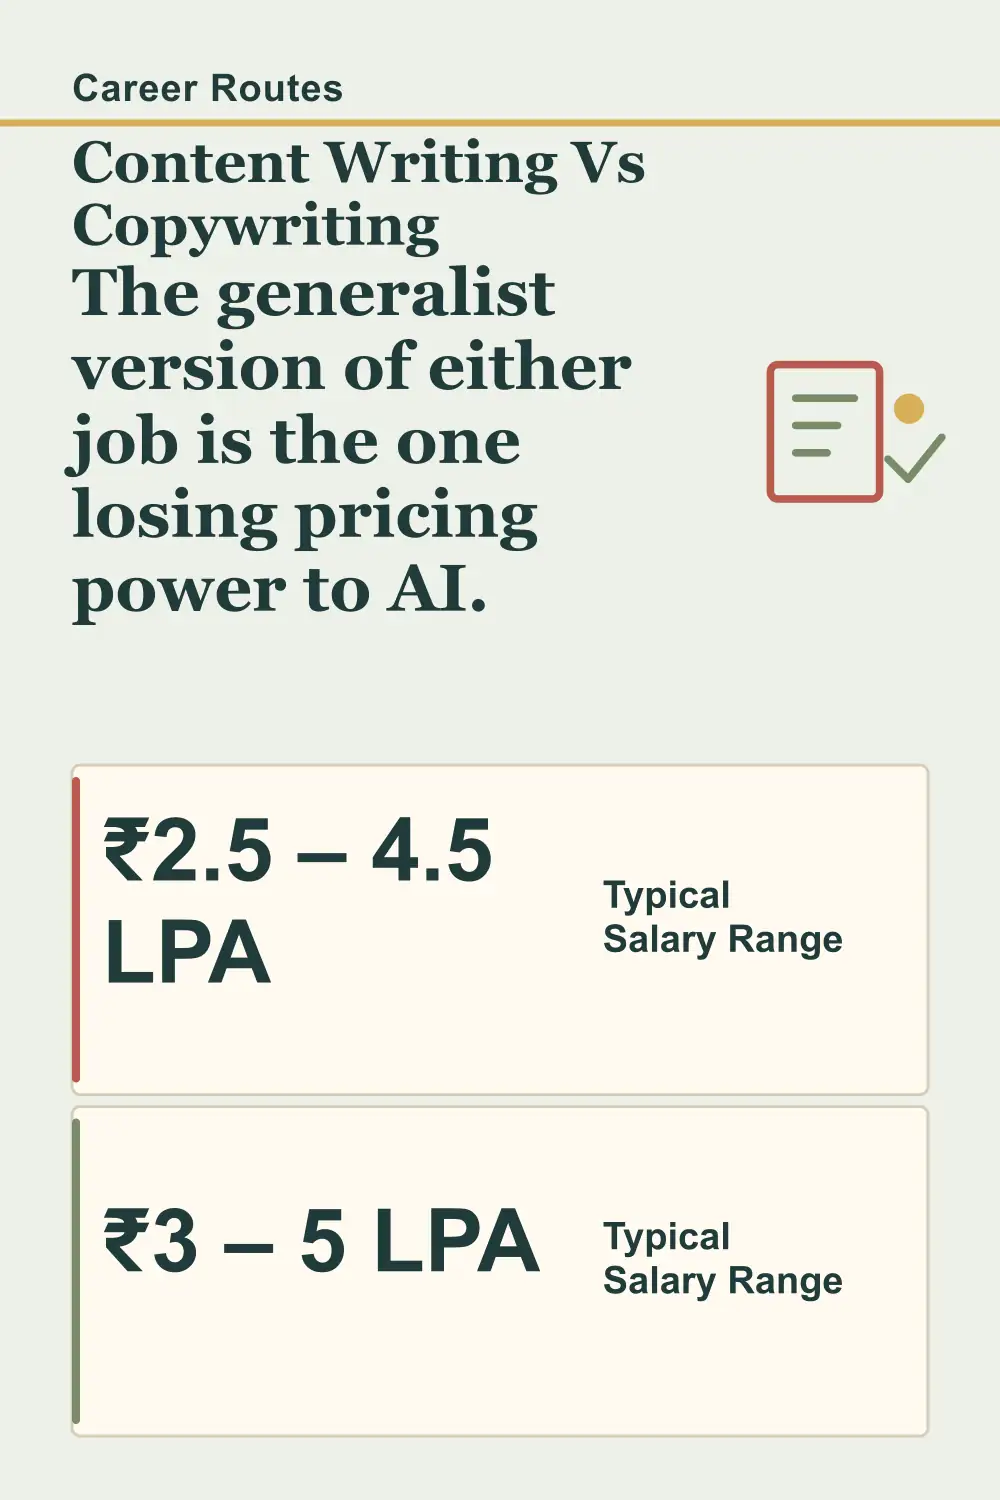 Career Routes
Content Writing Vs
Copywriting
The generalist
version of either
job is the one
losing pricing
power to AI.
₹2.5 – 4.5
LPA
Typical
Salary Range
₹3 – 5 LPA
Typical
Salary Range